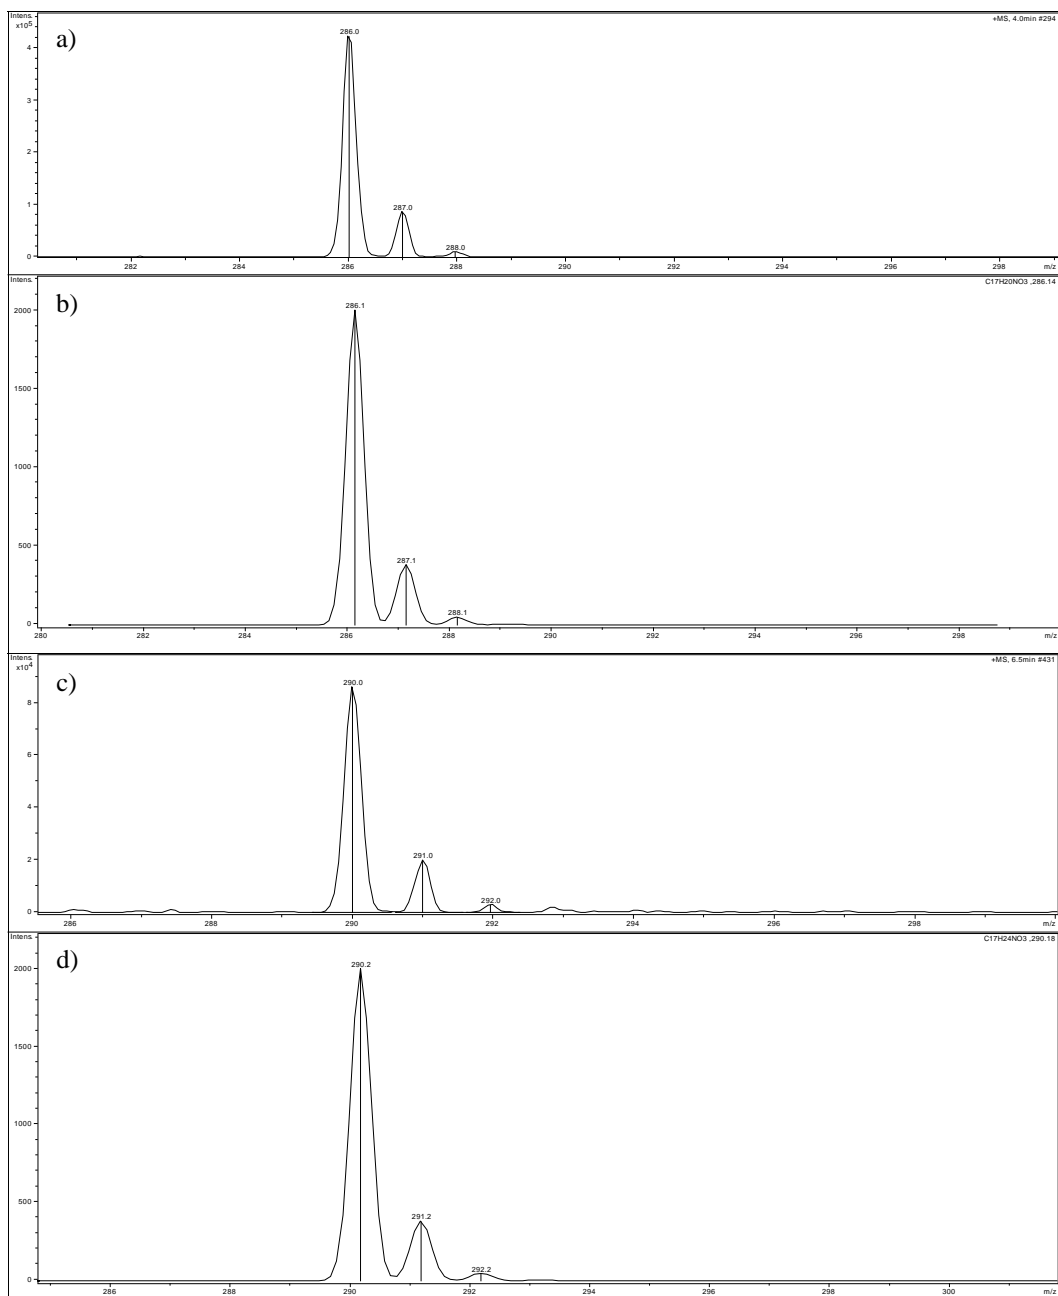 Intens.
x10⁵
+MS, 4.0min #294
a)
286.0
4
3
2
287.0
1
288.0
0
282 284 286 288 290 292 294 296 298 m/z
Intens.
C17H20NO3 ,286.14
b)
286.1
2000
1500
1000
500
287.1
288.1
0
280 282 284 286 288 290 292 294 296 298 m/z
Intens.
x10⁴
+MS, 6.5min #431
c)
290.0
8
6
4
291.0
2
292.0
0
286 288 290 292 294 296 298 m/z
Intens.
C17H24NO3 ,290.18
d)
290.2
2000
1500
1000
500
291.2
292.2
0
286 288 290 292 294 296 298 300 m/z